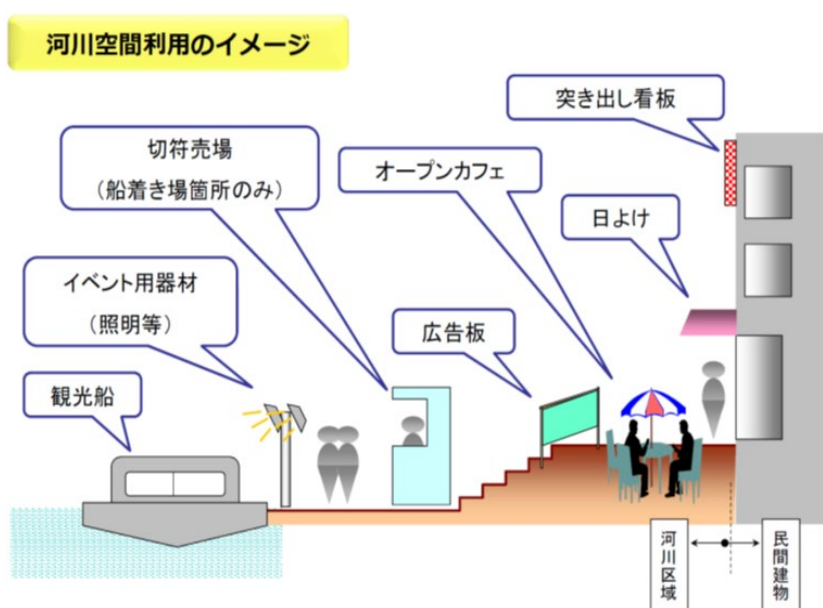 河川空間利用のイメージ
突き出し看板
切符売場
（船着き場箇所のみ）
オープンカフェ
日よけ
イベント用器材
（照明等）
広告板
観光船
河川区域
民間建物